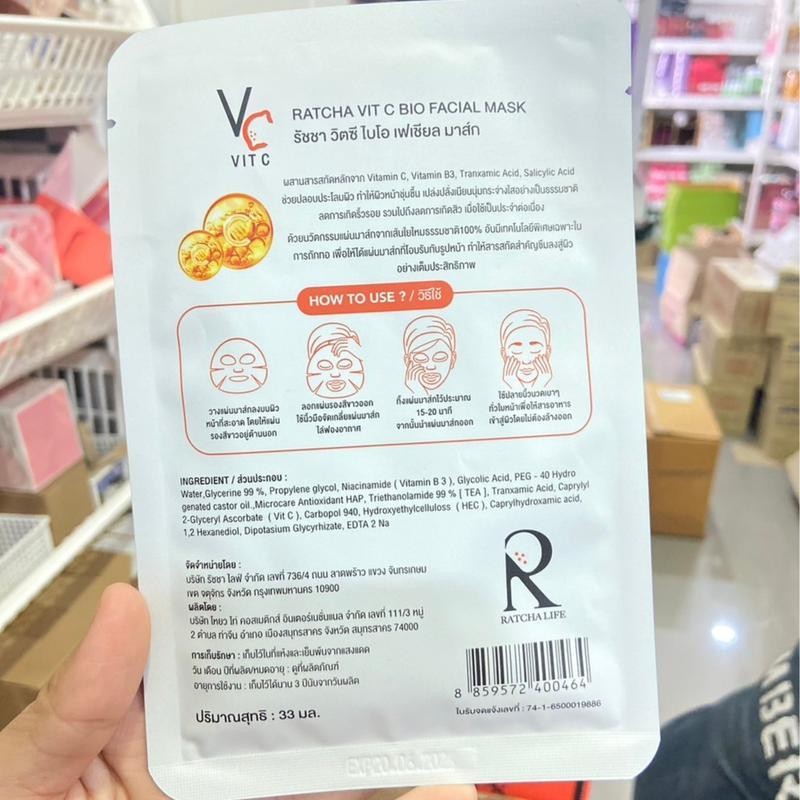 VC
VIT C
RATCHA VIT C BIO FACIAL MASK
รัชชา วิตซี ไบโอ เฟเชียล มาส์ก
ผสานสารสกัดหลักจาก Vitamin C, Vitamin B3, Tranxamic Acid, Salicylic Acid
ช่วยปลอบประโลมผิว ทำให้ผิวหน้าชุ่มชื้น เปล่งปลั่งเนียนนุ่มกระจ่างใสอย่างเป็นธรรมชาติ
ลดการเกิดริ้วรอย รวมไปถึงลดการเกิดสิว เมื่อใช้เป็นประจำต่อเนื่อง
ด้วยนวัตกรรมแผ่นมาส์กจากเส้นใยไหมธรรมชาติ100% อันมีเทคโนโลยีพิเศษเฉพาะใน
การถักทอ เพื่อให้ได้แผ่นมาส์กที่โอบรับกับรูปหน้า ทำให้สารสกัดสำคัญซึมลงสู่ผิว
อย่างเต็มประสิทธิภาพ
HOW TO USE ? / วิธีใช้
วางแผ่นมาส์กลงบนผิว
หน้าที่สะอาด โดยให้แผ่น
รองสีขาวอยู่ด้านนอก
ลอกแผ่นรองสีขาวออก
ใช้นิ้วมือจัดเกลี่ยแผ่นมาส์ก
ไล่ฟองอากาศ
ทิ้งแผ่นมาส์กไว้ประมาณ
15-20 นาที
จากนั้นนำแผ่นมาส์กออก
ใช้ปลายนิ้วนวดเบาๆ
ทั่วใบหน้าเพื่อให้สารอาหาร
เข้าสู่ผิวโดยไม่ต้องล้างออก
INGREDIENT / ส่วนประกอบ :
Water,Glycerine 99 %, Propylene glycol, Niacinamide ( Vitamin B 3 ), Glycolic Acid, PEG - 40 Hydro
genated castor oil.,Microcare Antioxidant HAP, Triethanolamide 99 % [ TEA ], Tranxamic Acid, Caprylyl
2-Glyceryl Ascorbate ( Vit C ), Carbopol 940, Hydroxyethylcelluloss ( HEC ), Caprylhydroxamic acid,
1,2 Hexanediol, Dipotasium Glycyrhizate, EDTA 2 Na
จัดจำหน่ายโดย :
บริษัท รัชชา ไลฟ์ จำกัด เลขที่ 736/4 ถนน ลาดพร้าว แขวง จันทรเกษม
เขต จตุจักร จังหวัด กรุงเทพมหานคร 10900
ผลิตโดย :
บริษัท ไหยว ไก่ คอสเมติกส์ อินเตอร์เนชั่นแนล จำกัด เลขที่ 111/3 หมู่
2 ตำบล ท่าจีน อำเภอ เมืองสมุทรสาคร จังหวัด สมุทรสาคร 74000
การเก็บรักษา : เก็บไว้ในที่แห้งและเย็นพ้นจากแสงแดด
วัน เดือน ปีที่ผลิต/หมดอายุ : ดูที่ผลิตภัณฑ์
อายุการใช้งาน : เก็บไว้ได้นาน 3 ปีนับจากวันผลิต
ปริมาณสุทธิ : 33 มล.
R
RATCHA LIFE
8 859572 400464
ใบรับจดแจ้งเลขที่ : 74-1-6500019886
EXP20.06.202